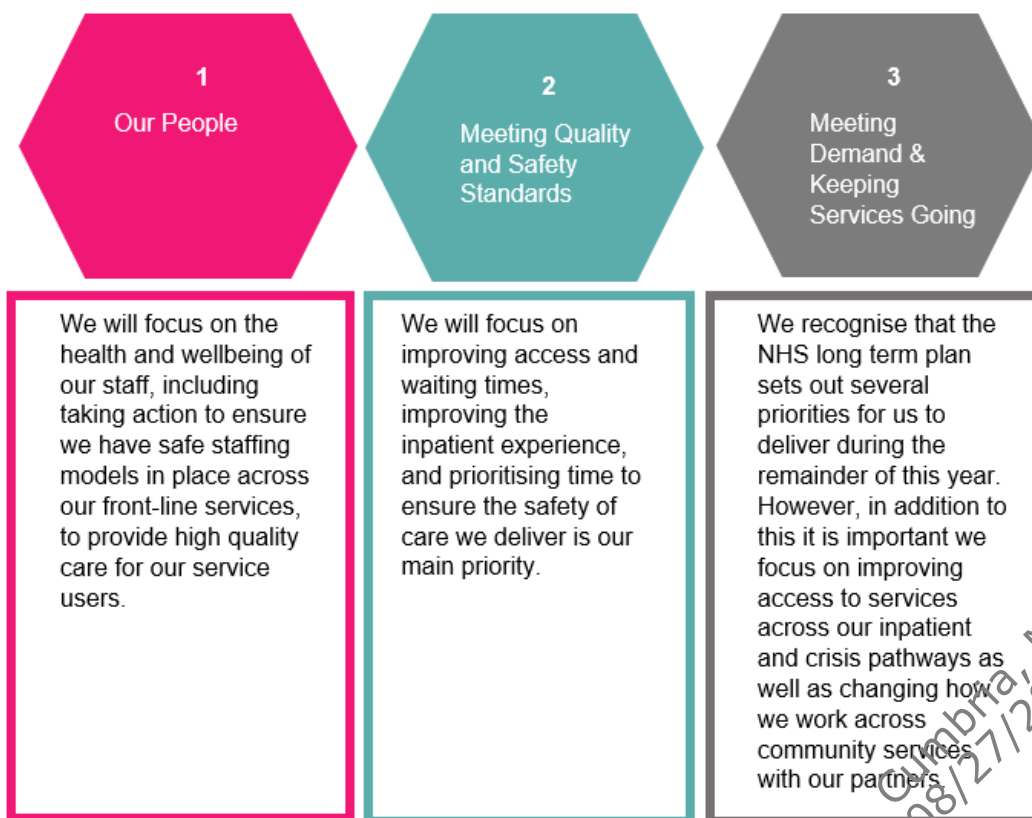 1
Our People
2
Meeting Quality
and Safety
Standards
3
Meeting
Demand &
Keeping
Services Going
We will focus on the
health and wellbeing of
our staff, including
taking action to ensure
we have safe staffing
models in place across
our front-line services,
to provide high quality
care for our service
users.
We will focus on
improving access and
waiting times,
improving the
inpatient experience,
and prioritising time to
ensure the safety of
care we deliver is our
main priority.
We recognise that the
NHS long term plan
sets out several
priorities for us to
deliver during the
remainder of this year.
However, in addition to
this it is important we
focus on improving
access to services
across our inpatient
and crisis pathways as
well as changing how
we work across
community services
with our partners.
Cumbria,
08/27/2